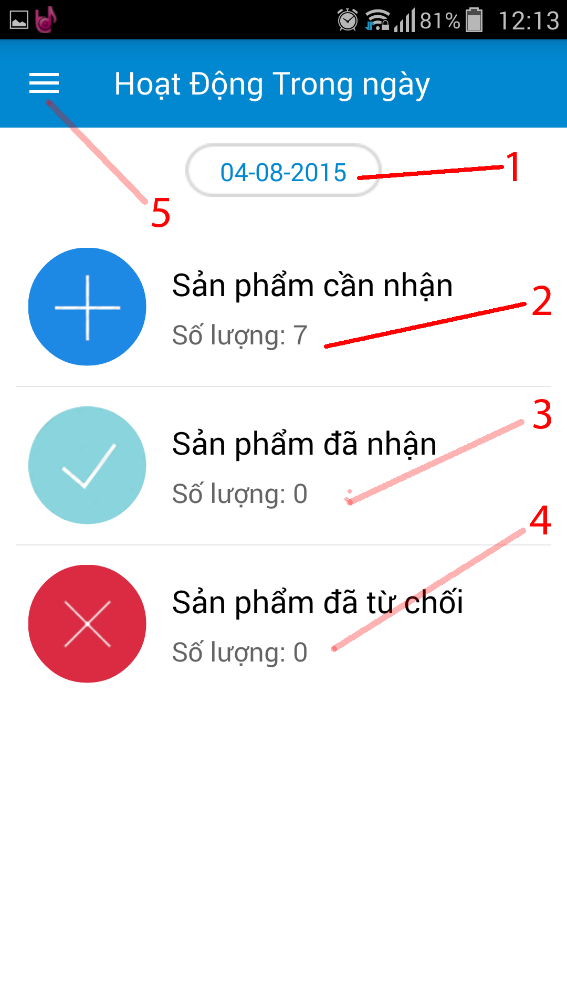 81% 12:13
Hoạt Động Trong ngày
04-08-2015 1
5
Sản phẩm cần nhận
Số lượng: 7 2
Sản phẩm đã nhận 3
Số lượng: 0
4
Sản phẩm đã từ chối
Số lượng: 0